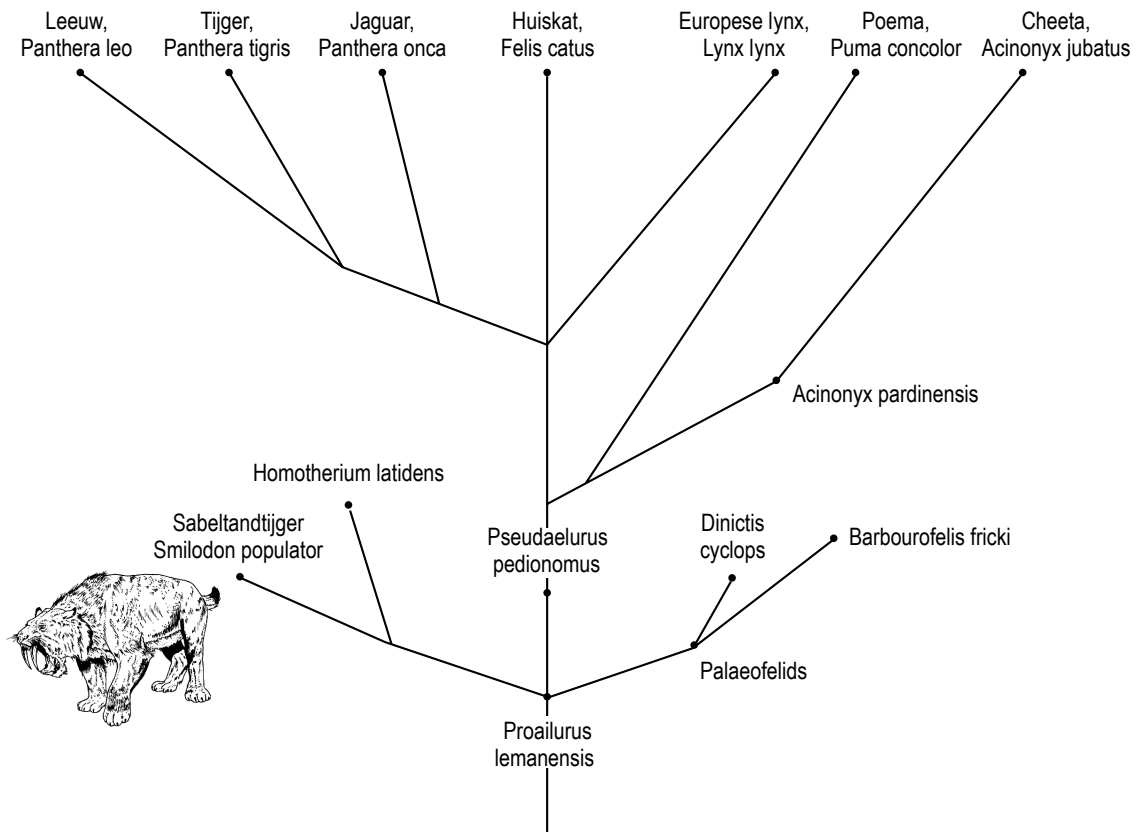 Leeuw,
Panthera leo
Tijger,
Panthera tigris
Jaguar,
Panthera onca
Huiskat,
Felis catus
Europese lynx,
Lynx lynx
Poema,
Puma concolor
Cheeta,
Acinonyx jubatus
Acinonyx pardinensis
Homotherium latidens
Sabeltandtijger
Smilodon populator
Pseudaelurus
pedionomus
Dinictis
cyclops
Barbourofelis fricki
Palaeofelids
Proailurus
lemanensis